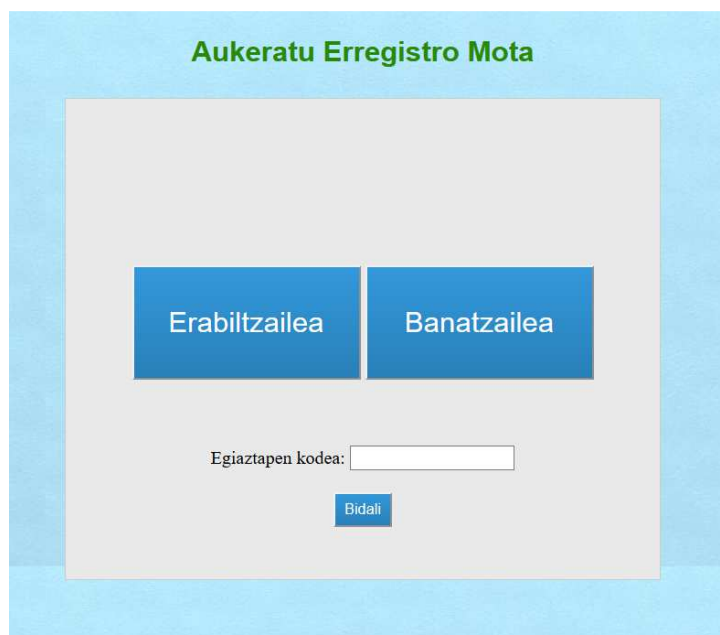 Aukeratu Erregistro Mota
Erabiltzailea Banatzailea
Egiaztapen kodea:
Bidali